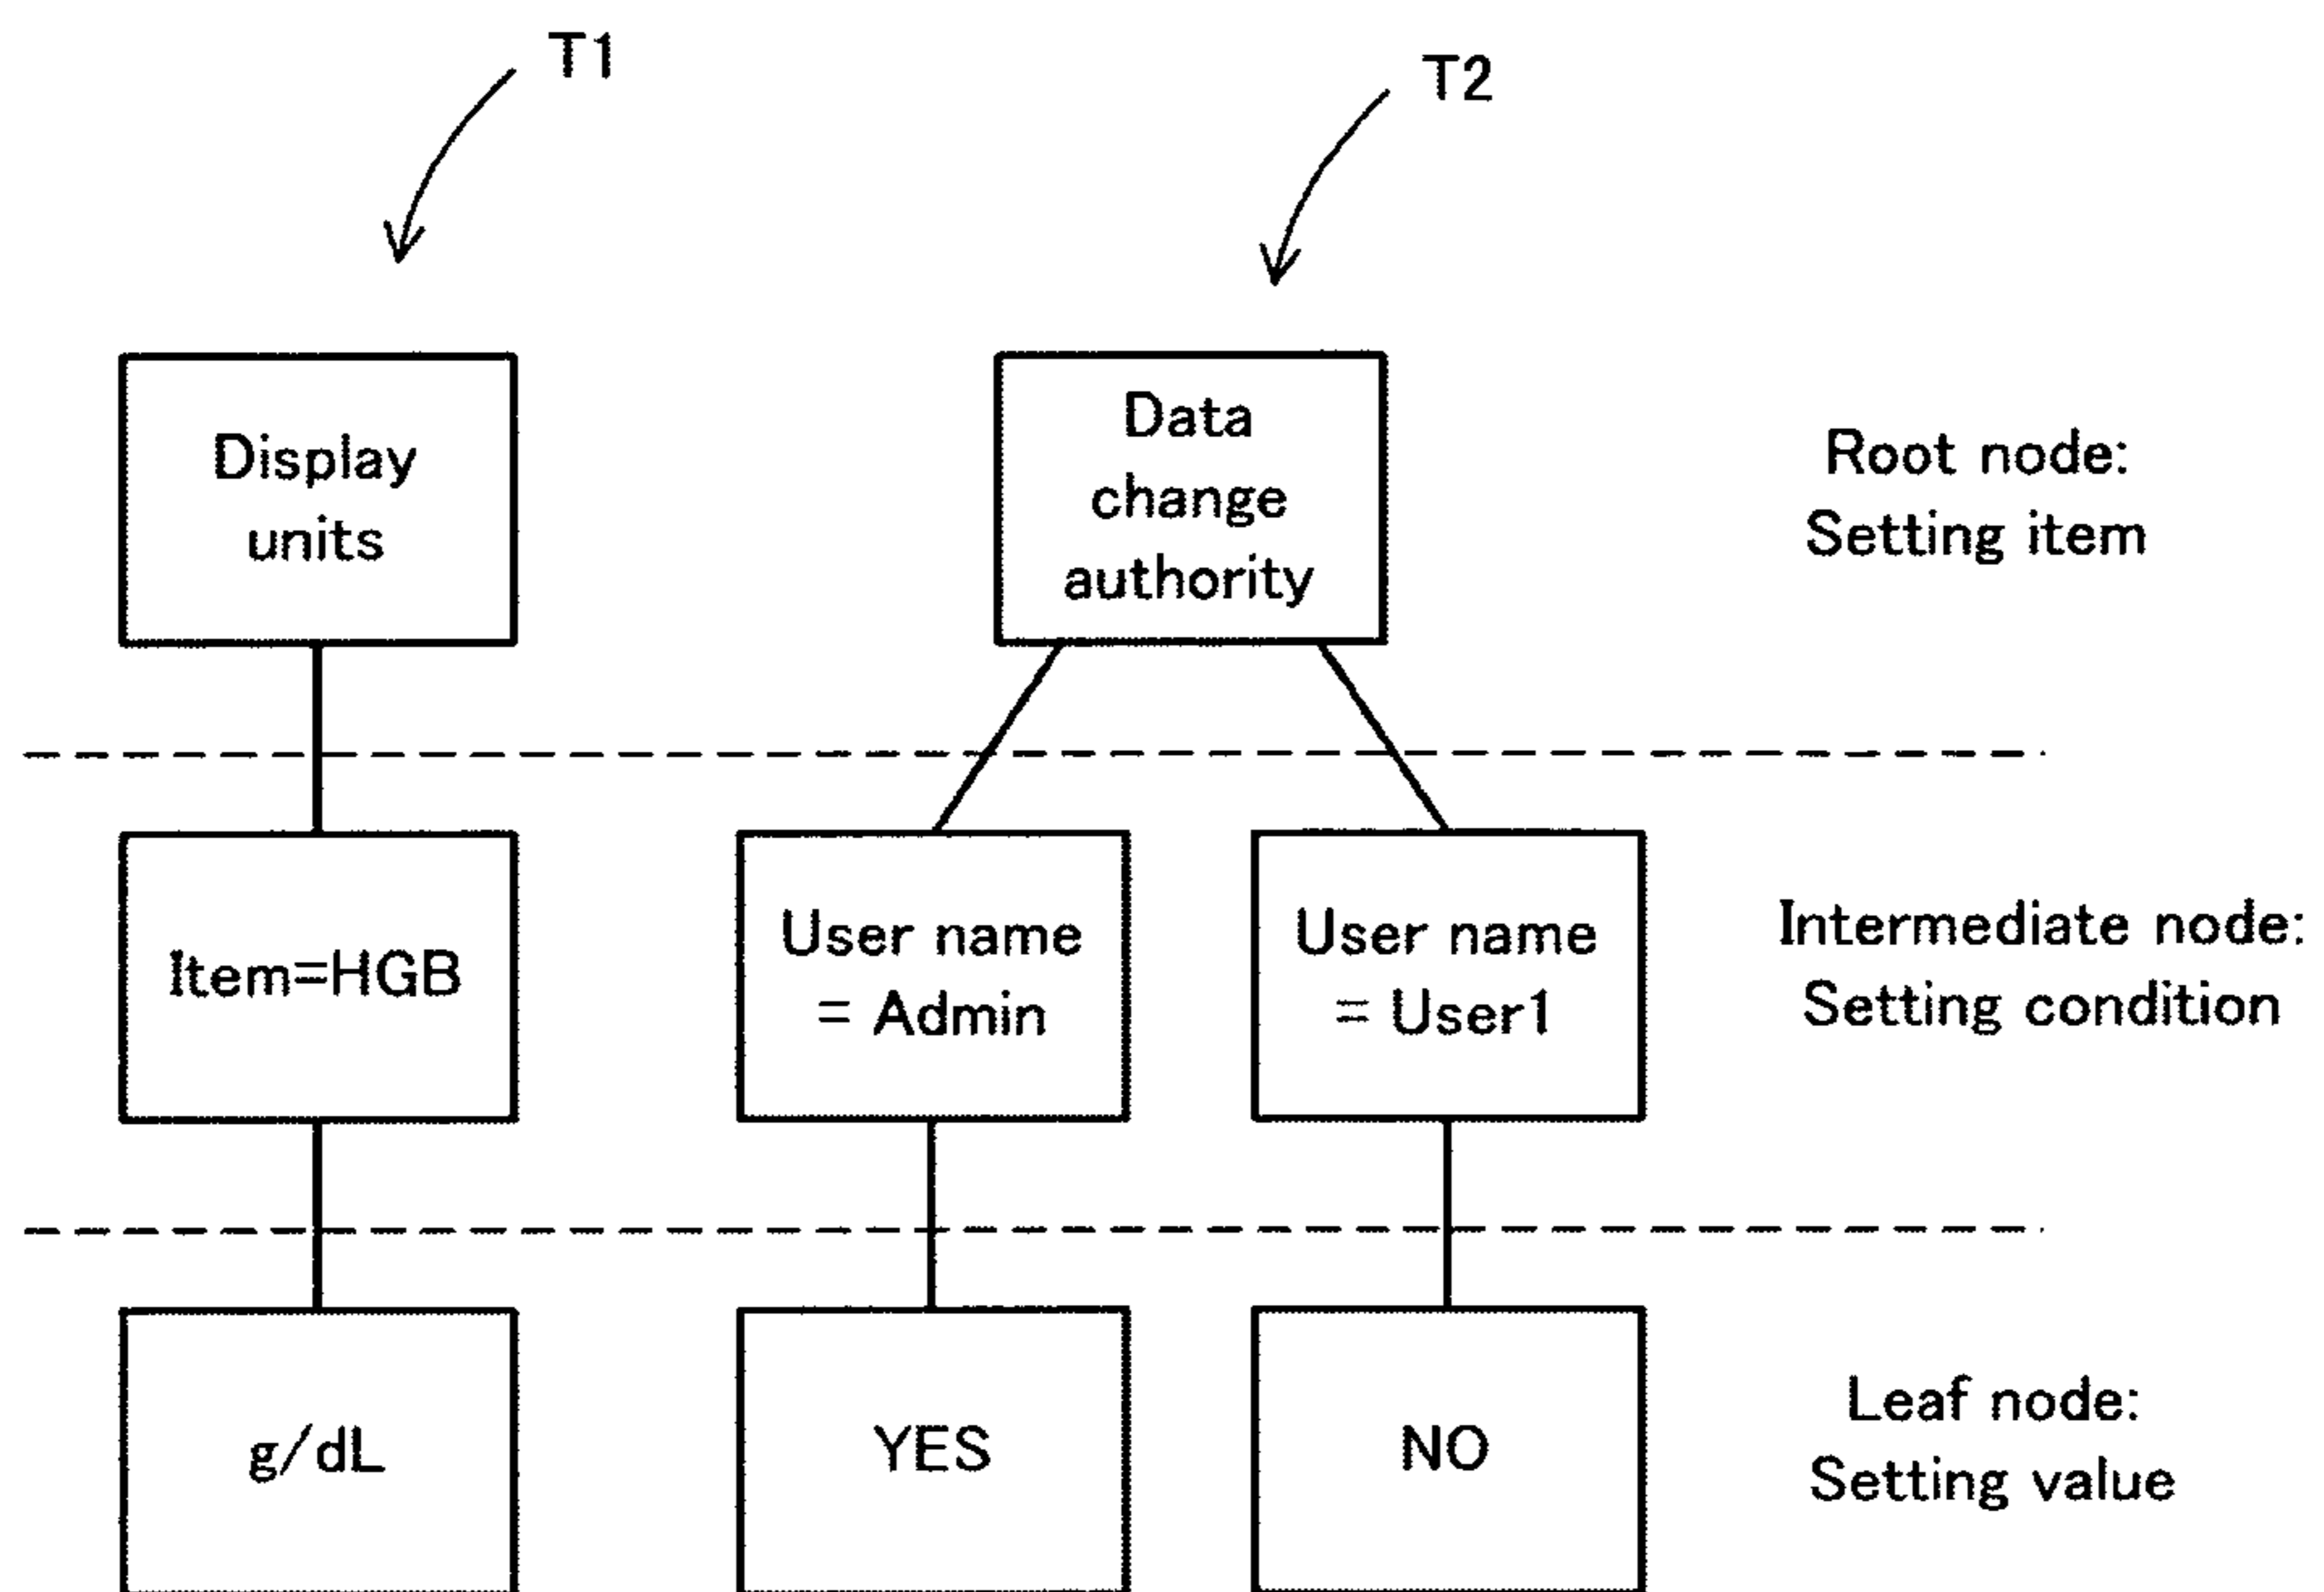 T1
T2
Display
units
Data
change
authority
Root node:
Setting item
Item=HGB
User name
= Admin
User name
= User1
Intermediate node:
Setting condition
g/dL
YES
NO
Leaf node:
Setting value